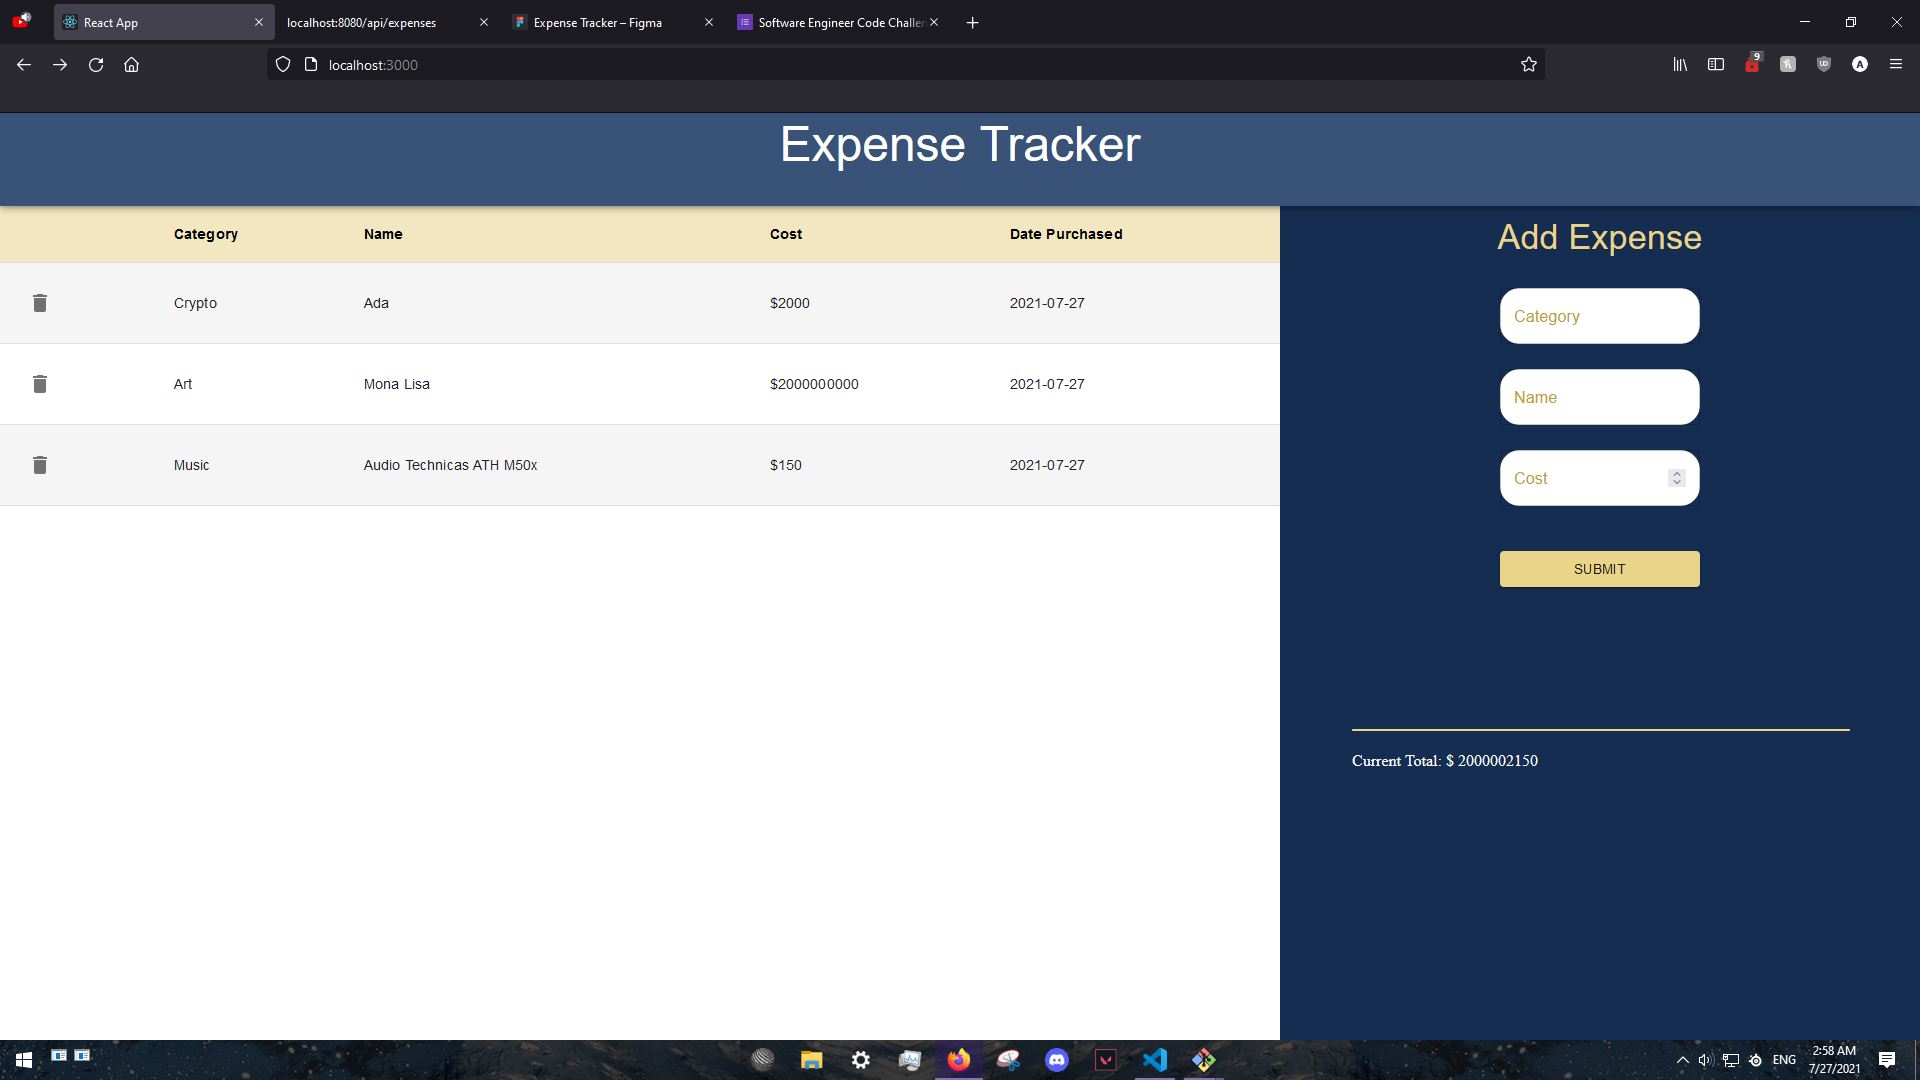 React App
localhost:8080/api/expenses
Expense Tracker – Figma
Software Engineer Code Challen
localhost:3000
9
Expense Tracker
Category Name Cost Date Purchased
Crypto Ada $2000 2021-07-27
Art Mona Lisa $2000000000 2021-07-27
Music Audio Technicas ATH M50x $150 2021-07-27
Add Expense
Category
Name
Cost
SUBMIT
Current Total: $ 2000002150
ENG
2:58 AM
7/27/2021